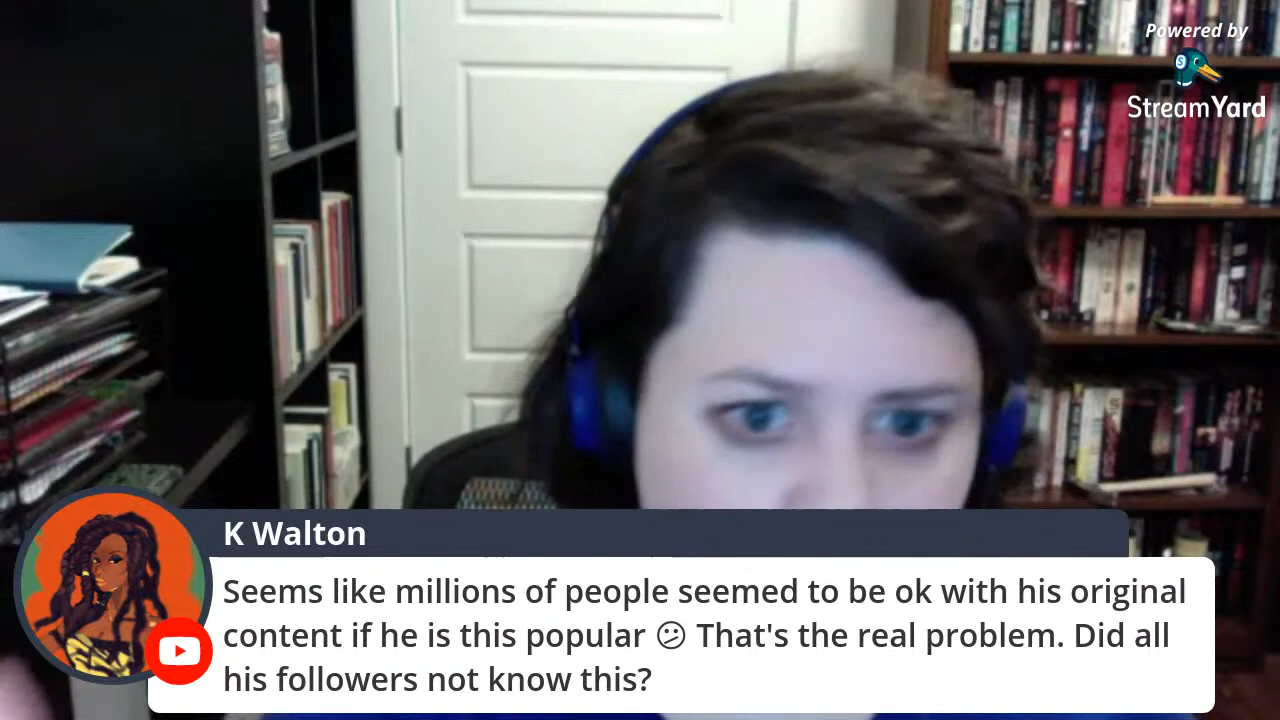 Powered by
StreamYard
K Walton
Seems like millions of people seemed to be ok with his original
content if he is this popular 🫤 That's the real problem. Did all
his followers not know this?